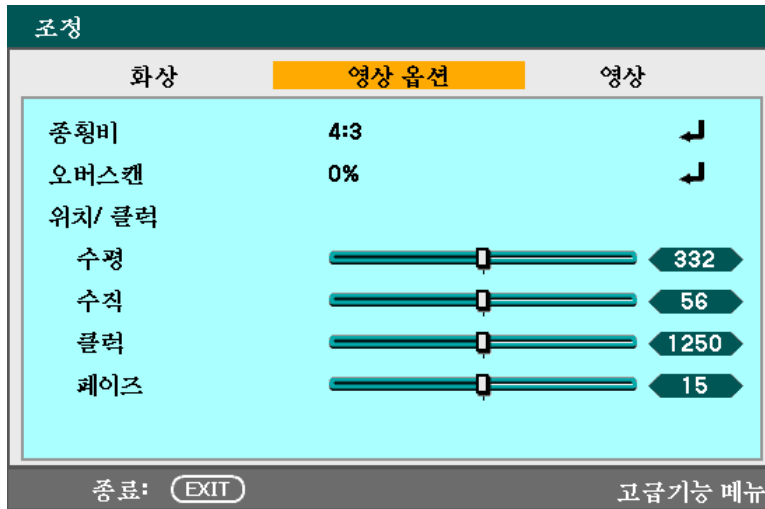 조정
화상 영상 옵션 영상
종횡비 4:3
오버스캔 0%
위치/ 클럭
수평 332
수직 56
클럭 1250
페이즈 15
종료: EXIT 고급기능 메뉴